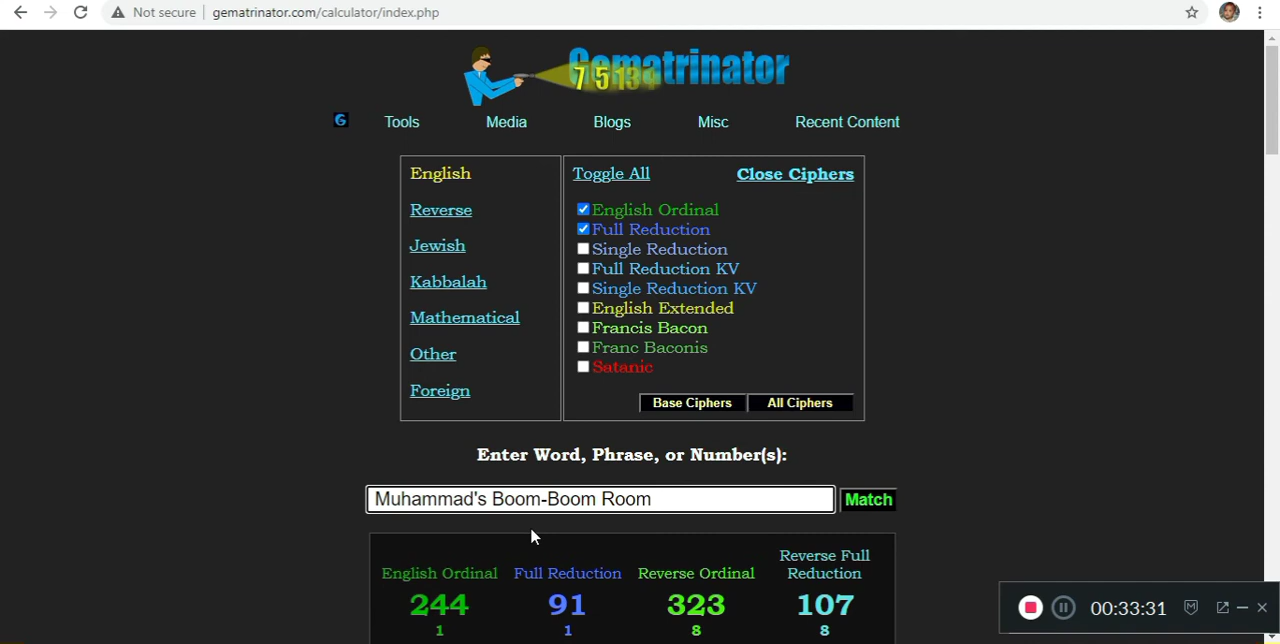 Not secure gematrinator.com/calculator/index.php
Gematrinator
7 5 13 4
G Tools Media Blogs Misc Recent Content
English
Reverse
Jewish
Kabbalah
Mathematical
Other
Foreign
Toggle All Close Ciphers
English Ordinal
Full Reduction
Single Reduction
Full Reduction KV
Single Reduction KV
English Extended
Francis Bacon
Franc Baconis
Satanic
Base Ciphers All Ciphers
Enter Word, Phrase, or Number(s):
Muhammad's Boom-Boom Room Match
English Ordinal Full Reduction Reverse Ordinal Reverse Full
Reduction
244 91 323 107
1 1 8 8
00:33:31